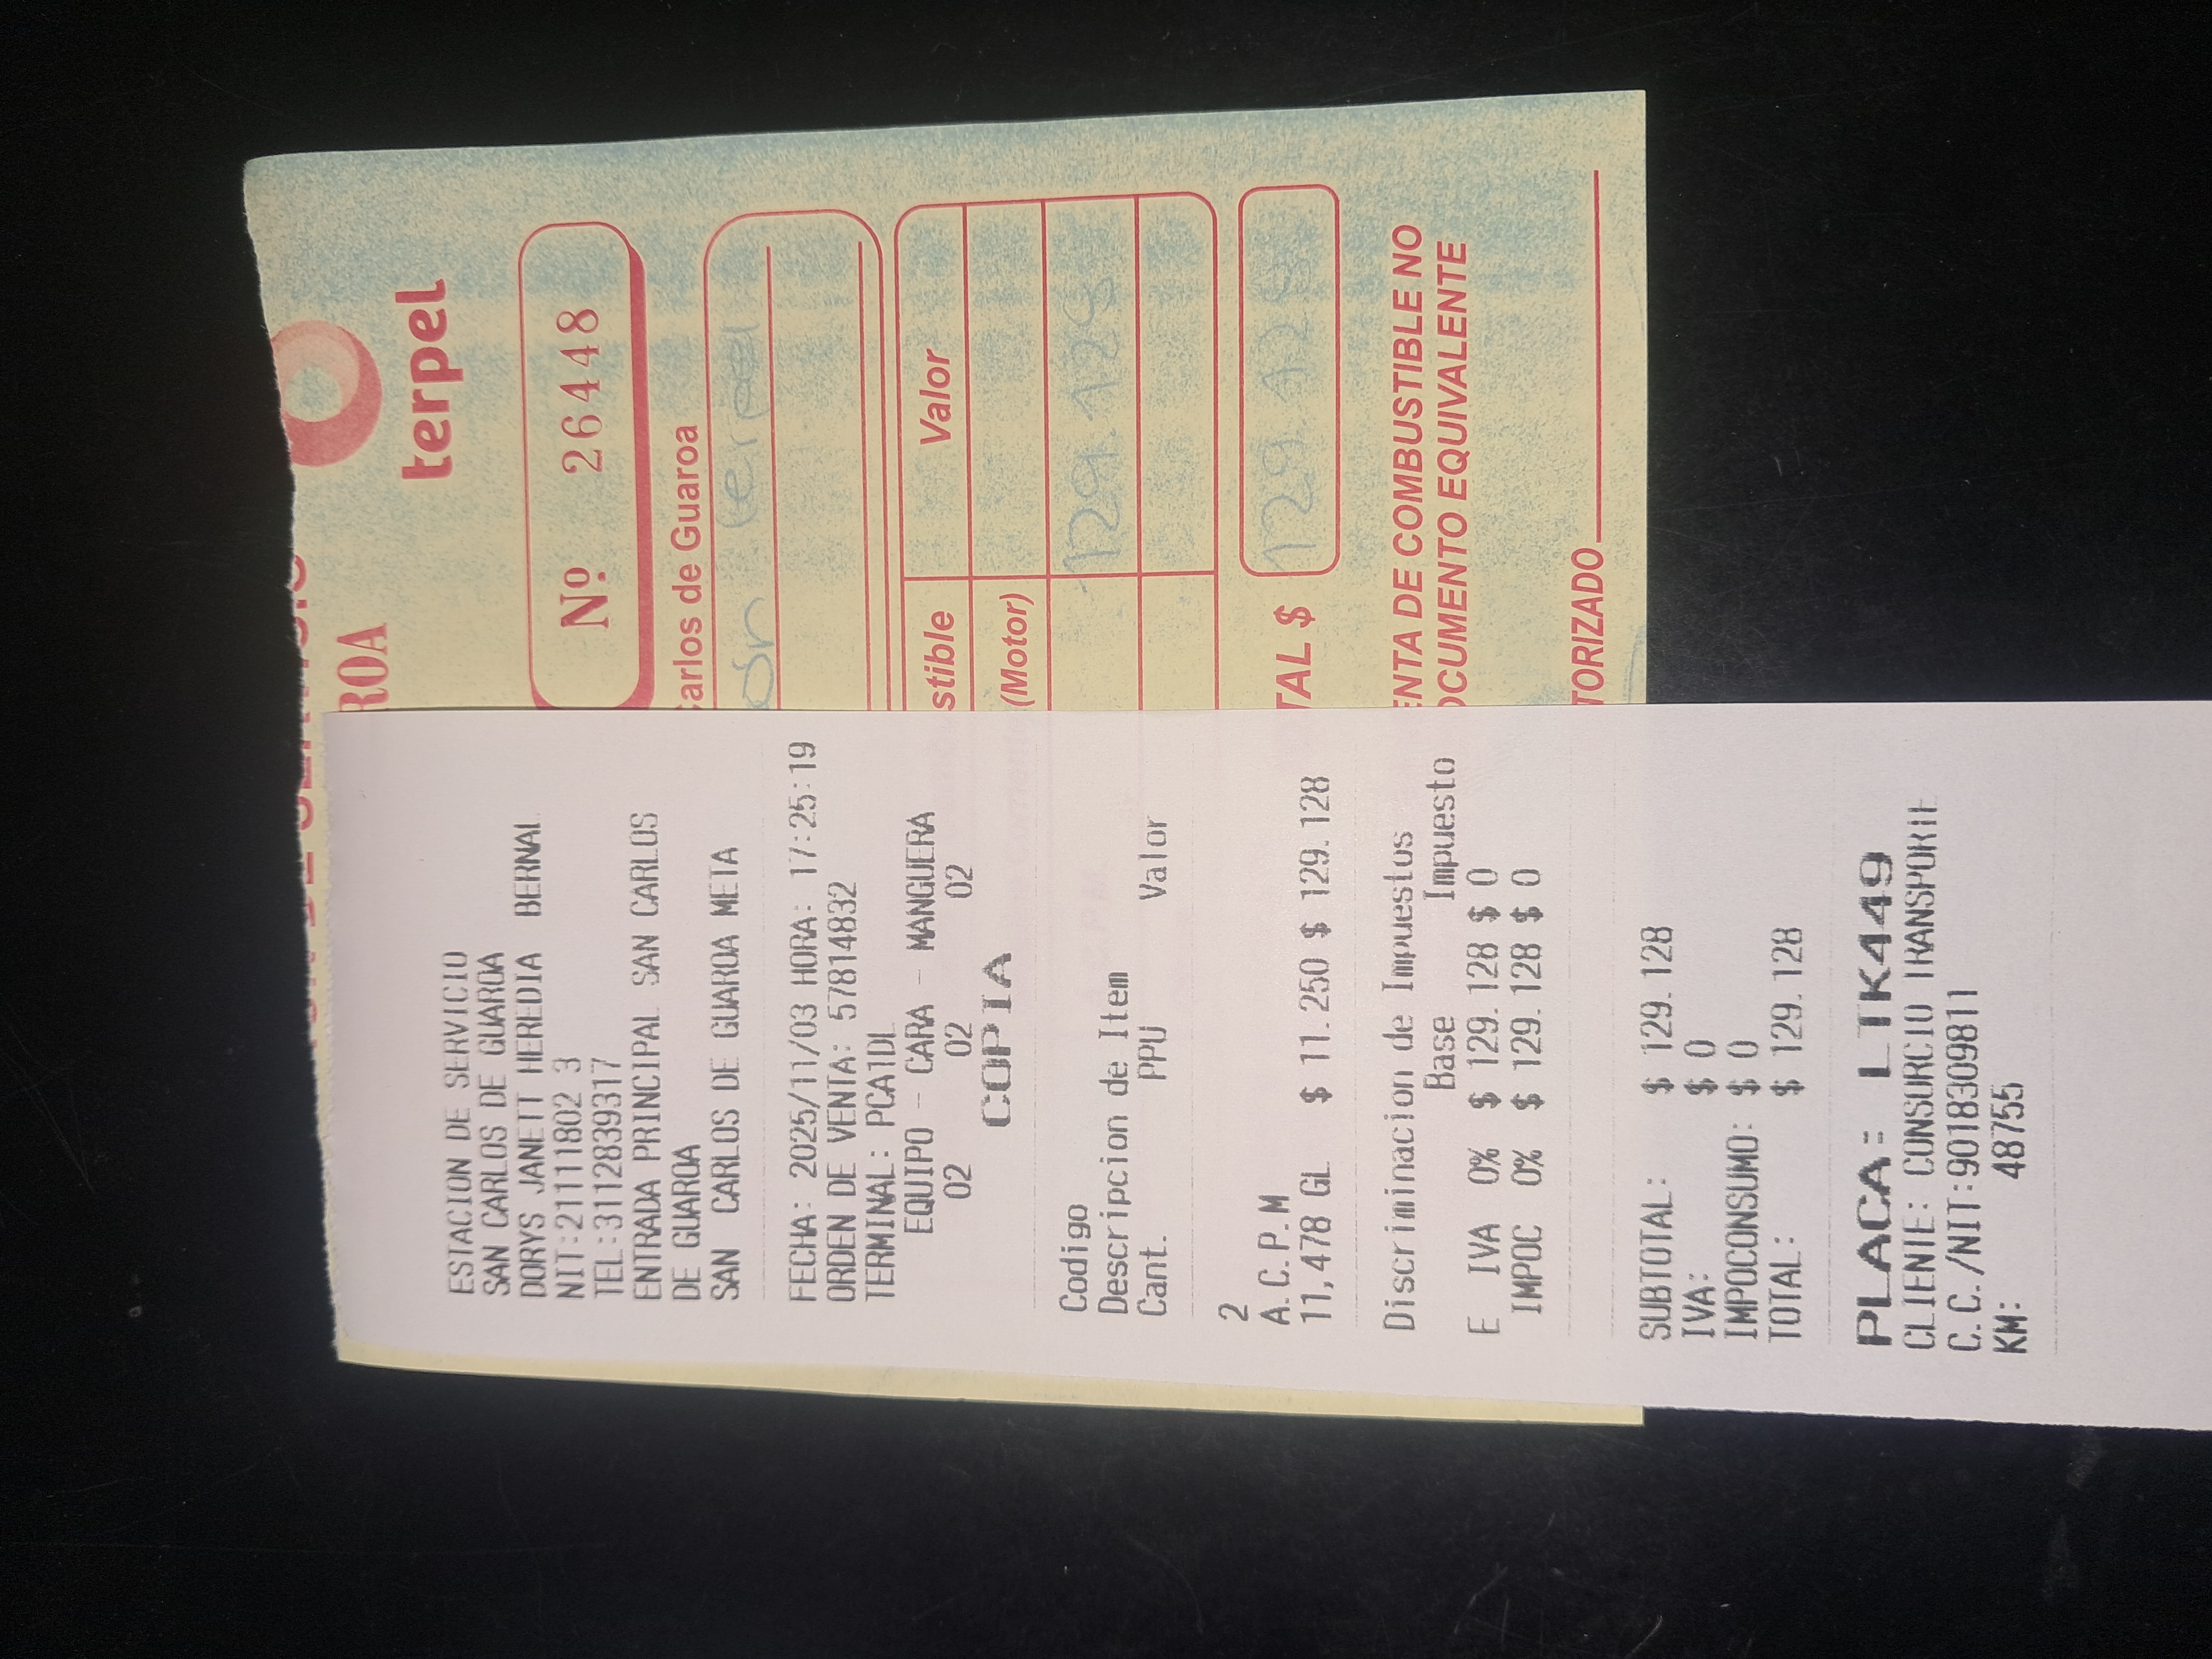 terpel
ROA
Nº 26448
Carlos de Guaroa
stible Valor
(Motor)
129.128
TAL $ 129.128
ENTA DE COMBUSTIBLE NO
OCUMENTO EQUIVALENTE
TORIZADO
ESTACION DE SERVICIO
SAN CARLOS DE GUAROA
DORYS JANETT HEREDIA BERNAL
NIT:21111802 3
TEL:3112839317
ENTRADA PRINCIPAL SAN CARLOS
DE GUAROA
SAN CARLOS DE GUAROA META
FECHA: 2025/11/03 HORA: 17:25:19
ORDEN DE VENTA: 57814832
TERMINAL: PCA1DL
EQUIPO - CARA - MANGUERA
02 02 02
COPIA
Codigo
Descripcion de Item
Cant. PPU Valor
2
A.C.P.M
11,478 GL $ 11.250 $ 129.128
Discriminacion de Impuestos
Base Impuesto
E IVA 0% $ 129.128 $ 0
IMPOC 0% $ 129.128 $ 0
SUBTOTAL: $ 129.128
IVA: $ 0
IMPOCONSUMO: $ 0
TOTAL: $ 129.128
PLACA: LTK449
CLIENTE: CONSORCIO TRANSPORTE
C.C./NIT:9018309811
KM: 48755